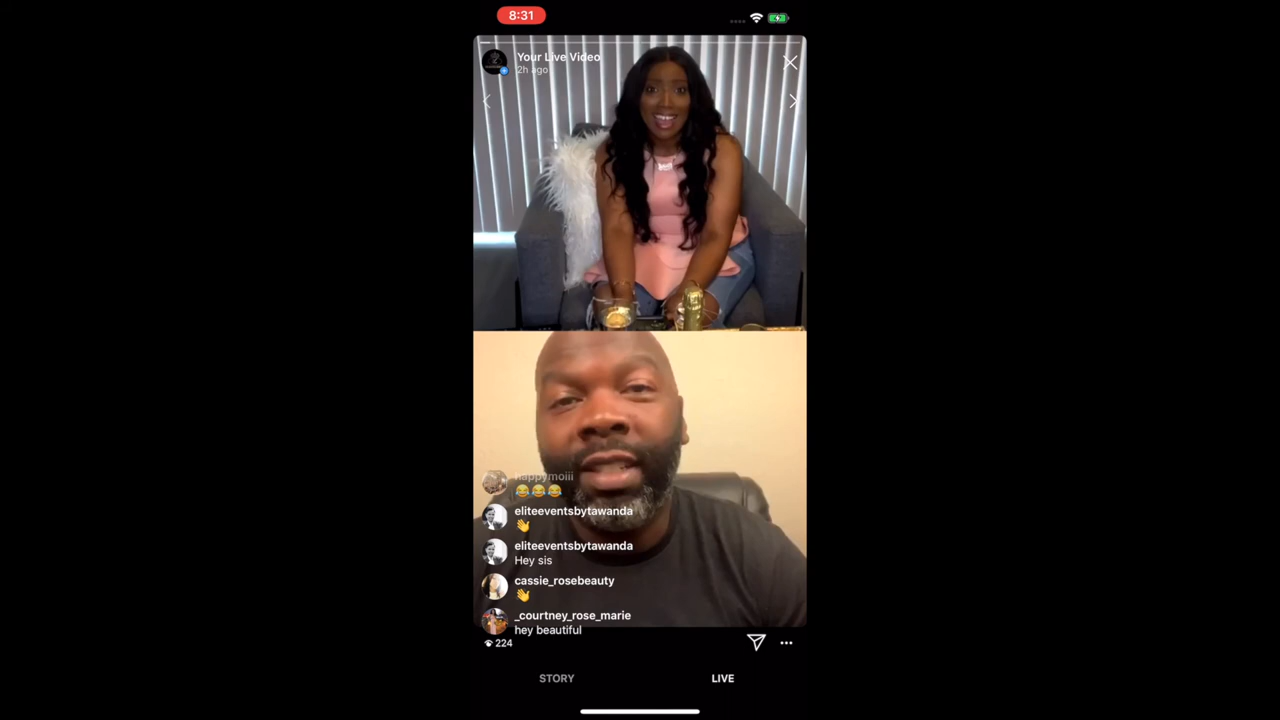 8:31
Your Live Video
2h ago
happymoiii
😂😂😂
eliteeventsbytawanda
👋
eliteeventsbytawanda
Hey sis
cassie_rosebeauty
👋
_courtney_rose_marie
hey beautiful
224
STORY
LIVE